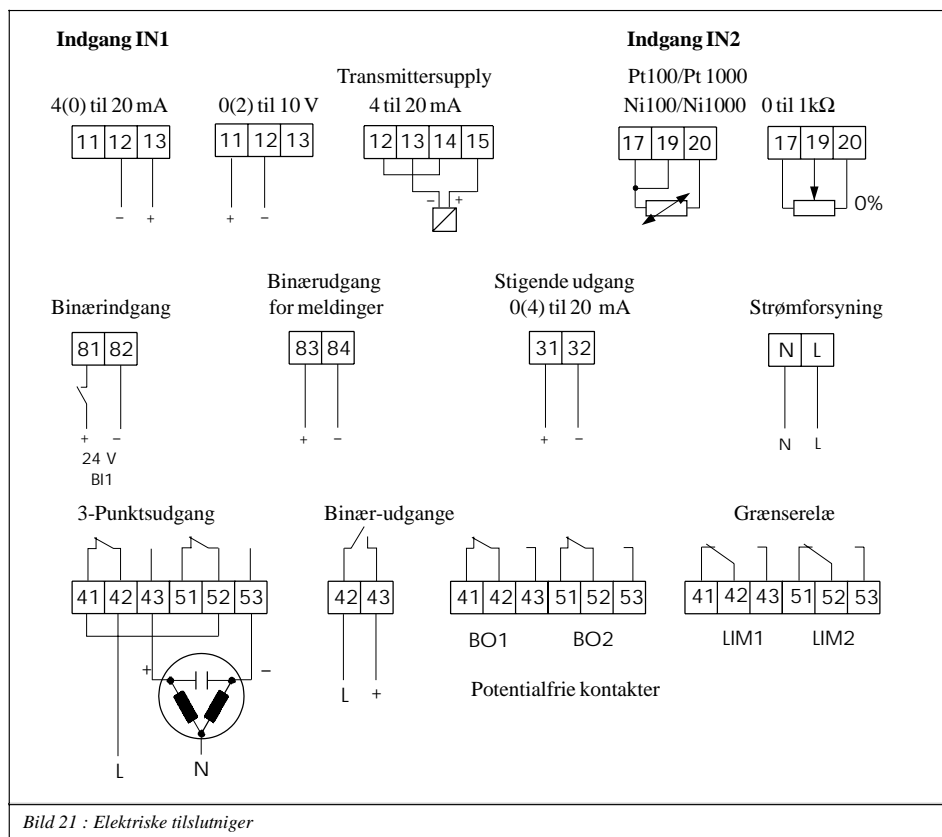 Indgang IN1 Indgang IN2
Transmittersupply Pt100/Pt 1000
4(0) til 20 mA 0(2) til 10 V 4 til 20 mA Ni100/Ni1000 0 til 1kΩ
11 12 13 11 12 13 12 13 14 15 17 19 20 17 19 20
− + + − − + 0%
Binærindgang Binærudgang for meldinger Stigende udgang 0(4) til 20 mA Strømforsyning
81 82 83 84 31 32 N L
+ − + − + − N L
24 V
BI1
3-Punktsudgang Binær-udgange Grænserelæ
41 42 43 51 52 53 42 43 41 42 43 51 52 53 41 42 43 51 52 53
BO1 BO2 LIM1 LIM2
+ − L + Potentialfrie kontakter
L N
Bild 21 : Elektriske tilslutniger